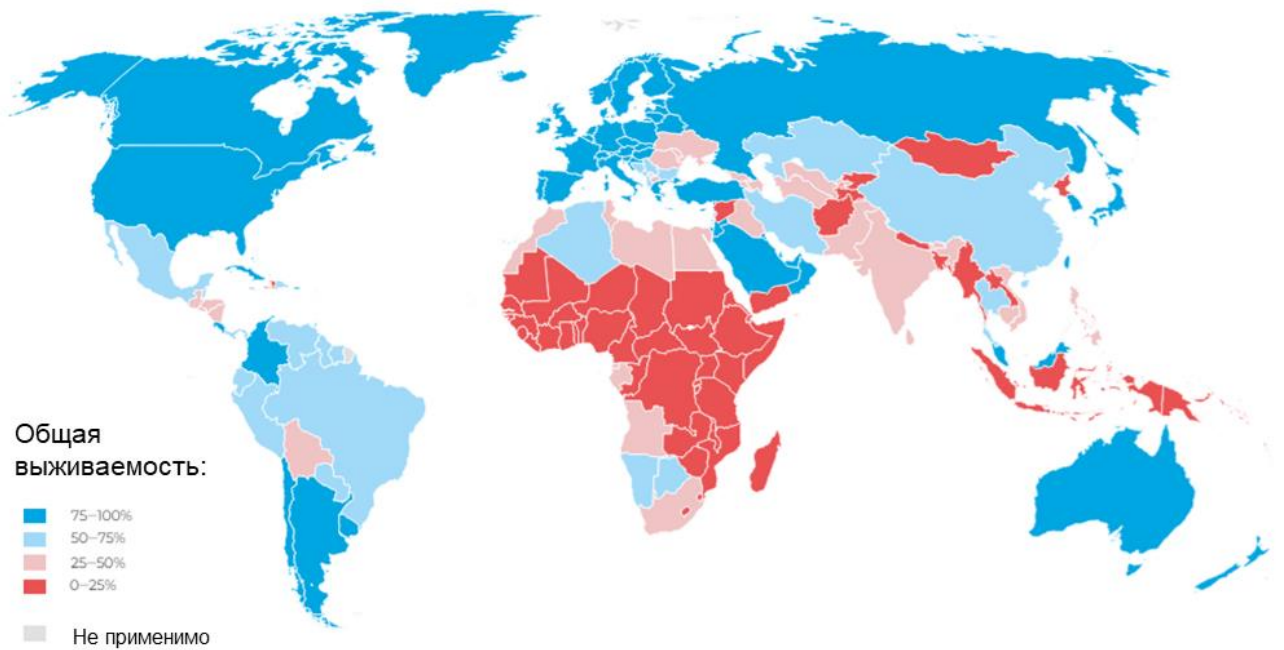 Общая
выживаемость:
75–100%
50–75%
25–50%
0–25%
Не применимо